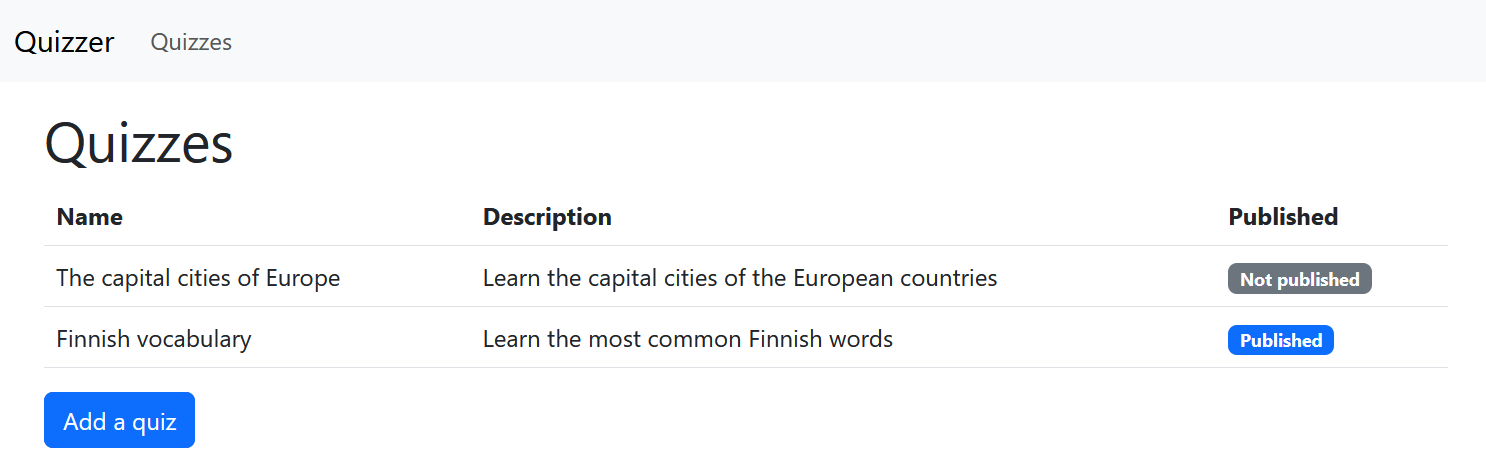 Quizzer Quizzes
Quizzes
Name Description Published
The capital cities of Europe Learn the capital cities of the European countries Not published
Finnish vocabulary Learn the most common Finnish words Published
Add a quiz